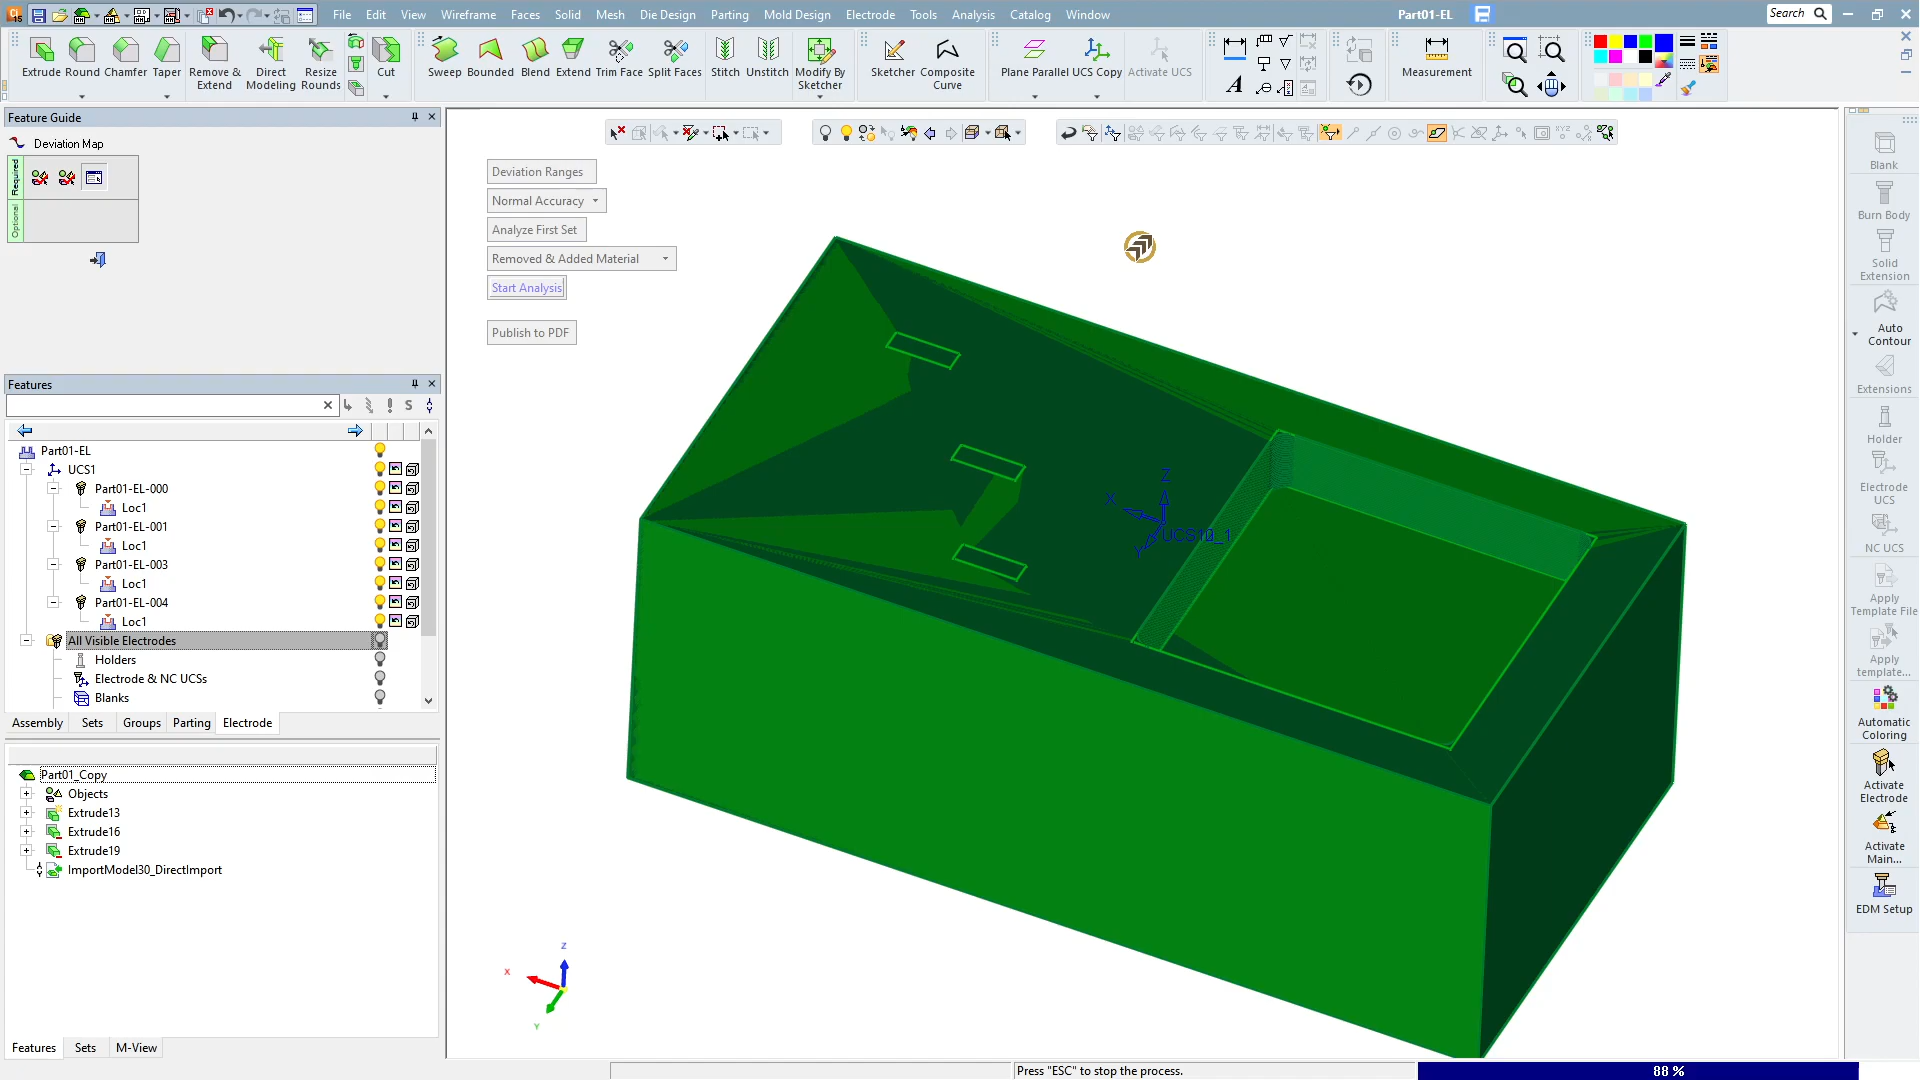 File Edit View Wireframe Faces Solid Mesh Die Design Parting Mold Design Electrode Tools Analysis Catalog Window
Part01-EL
Search
Extrude Round Chamfer Taper Remove & Extend Direct Modeling Resize Rounds Cut
Sweep Bounded Blend Extend Trim Face Split Faces Stitch Unstitch Modify By Sketcher
Sketcher Composite Curve
Plane Parallel UCS Copy Activate UCS
A
Measurement
Feature Guide
Deviation Map
Required
Optional
Deviation Ranges
Normal Accuracy
Analyze First Set
Removed & Added Material
Start Analysis
Publish to PDF
Features
S
Part01-EL
UCS1
Part01-EL-000
Loc1
Part01-EL-001
Loc1
Part01-EL-003
Loc1
Part01-EL-004
Loc1
All Visible Electrodes
Holders
Electrode & NC UCSs
Blanks
Assembly Sets Groups Parting Electrode
Part01_Copy
Objects
Extrude13
Extrude16
Extrude19
ImportModel30_DirectImport
Features Sets M-View
Z
X
Y
Z
X
Y
Blank
Burn Body
Solid Extension
Auto Contour
Extensions
Holder
Electrode UCS
NC UCS
Apply Template File
Apply template...
Automatic Coloring
Activate Electrode
Activate Main...
EDM Setup
Press "ESC" to stop the process.
88 %